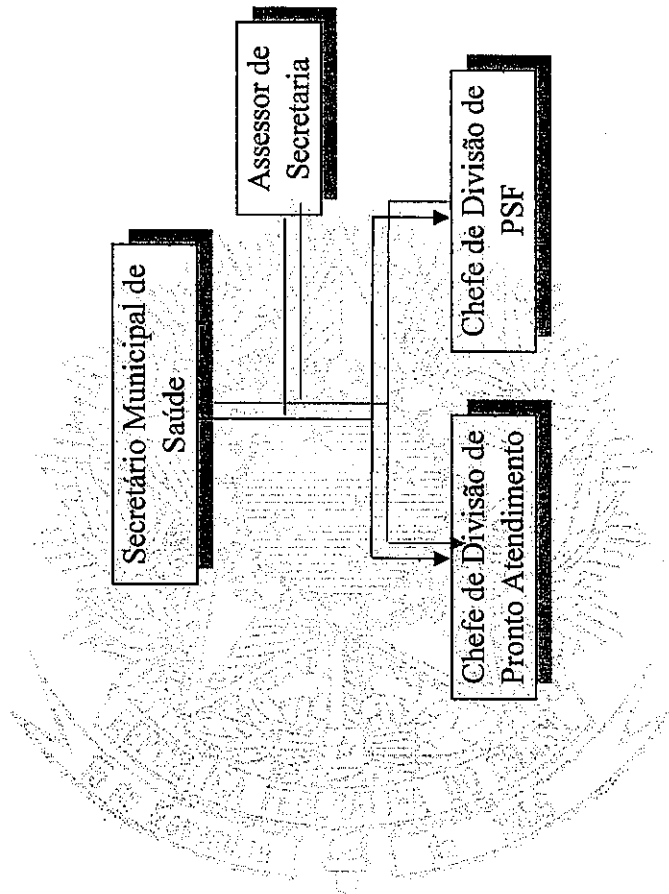 Secretário Municipal de
Saúde
Assessor de
Secretaria
Chefe de Divisão de
Pronto Atendimento
Chefe de Divisão de
PSF